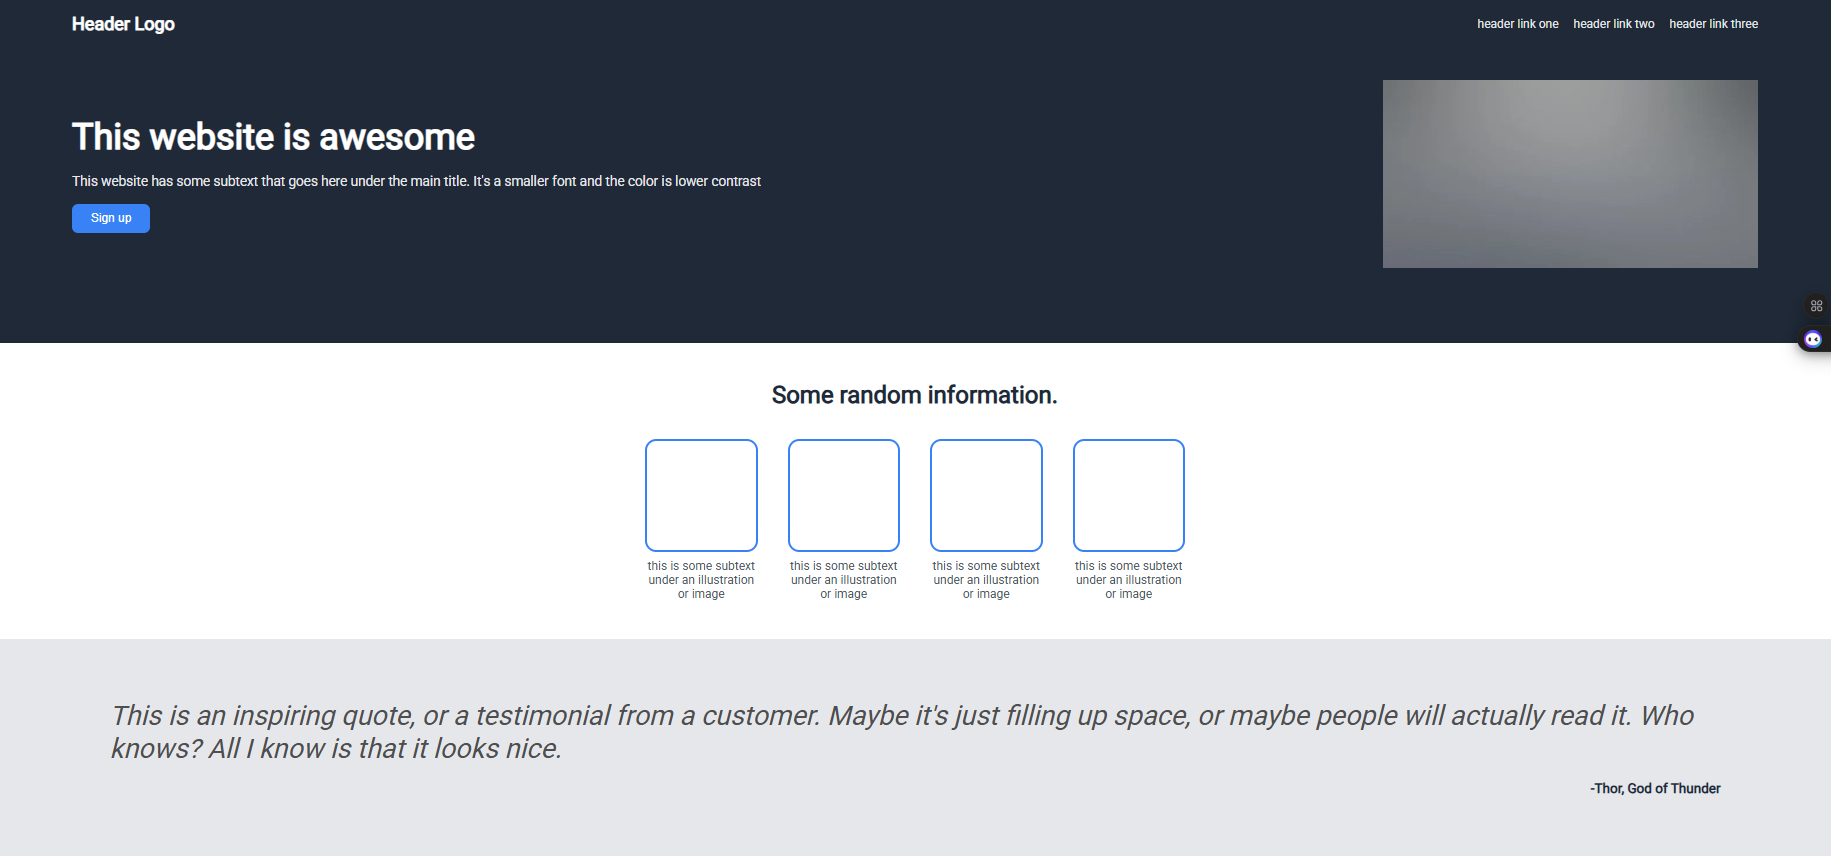 Header Logo
header link one header link two header link three
This website is awesome
This website has some subtext that goes here under the main title. It's a smaller font and the color is lower contrast
Sign up
Some random information.
this is some subtext
under an illustration
or image
this is some subtext
under an illustration
or image
this is some subtext
under an illustration
or image
this is some subtext
under an illustration
or image
This is an inspiring quote, or a testimonial from a customer. Maybe it's just filling up space, or maybe people will actually read it. Who
knows? All I know is that it looks nice.
-Thor, God of Thunder